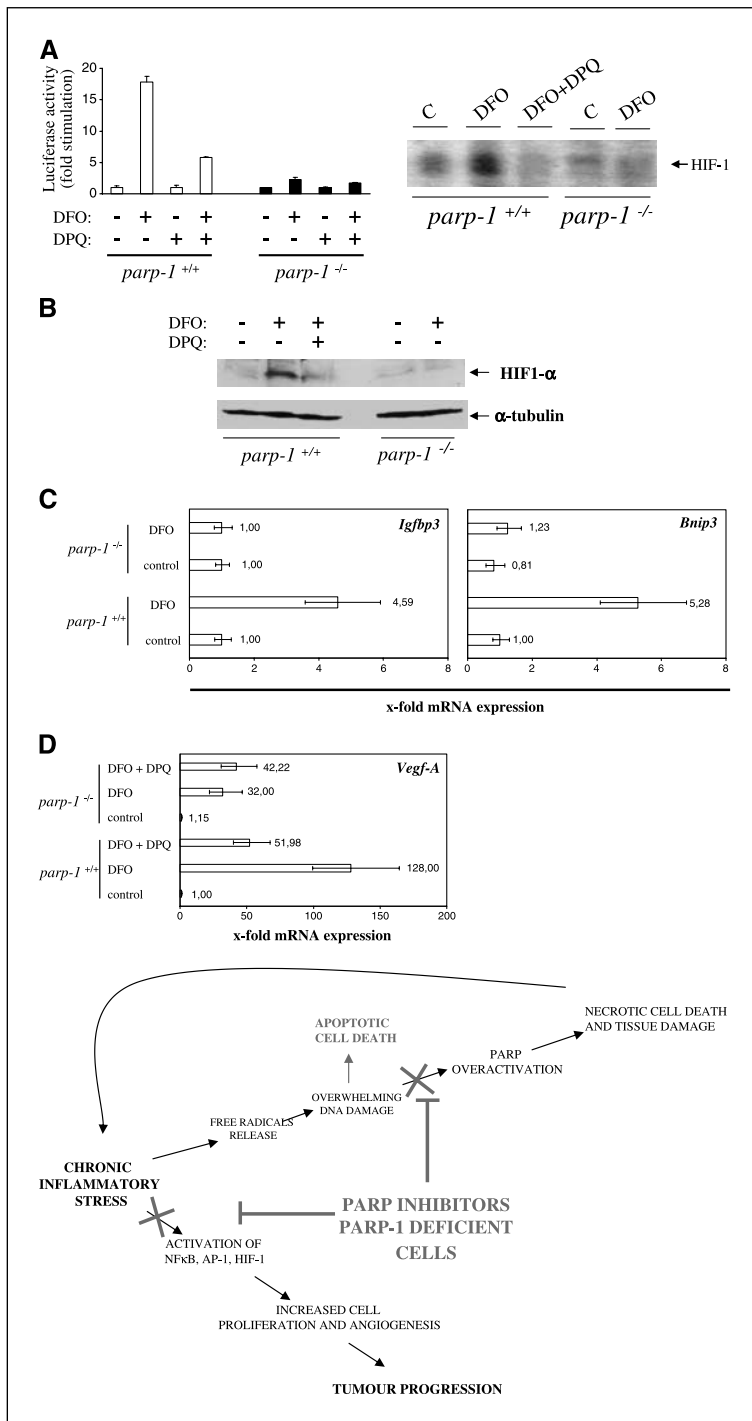 A
Luciferase activity
(fold stimulation)
20
15
10
5
0
DFO: - + - + - + - +
DPQ: - - + + - - + +
parp-1 +/+ parp-1 -/-
C DFO DFO+DPQ C DFO
HIF-1
parp-1 +/+ parp-1 -/-
B
DFO: - + + - +
DPQ: - - +
HIF1-α
α-tubulin
parp-1 +/+ parp-1 -/-
C
Igfbp3
parp-1 -/-
DFO 1,00
control 1,00
parp-1 +/+
DFO 4,59
control 1,00
0 2 4 6 8
Bnip3
1,23
0,81
5,28
1,00
0 2 4 6 8
x-fold mRNA expression
D
Vegf-A
parp-1 -/-
DFO + DPQ 42,22
DFO 32,00
control 1,15
parp-1 +/+
DFO + DPQ 51,98
DFO 128,00
control 1,00
0 50 100 150 200
x-fold mRNA expression
NECROTIC CELL DEATH
AND TISSUE DAMAGE
APOPTOTIC
CELL DEATH
PARP
OVERACTIVATION
OVERWHELMING
DNA DAMAGE
FREE RADICALS
RELEASE
CHRONIC
INFLAMMATORY
STRESS
PARP INHIBITORS
PARP-1 DEFICIENT
CELLS
ACTIVATION OF
NFκB, AP-1, HIF-1
INCREASED CELL
PROLIFERATION AND ANGIOGENESIS
TUMOUR PROGRESSION